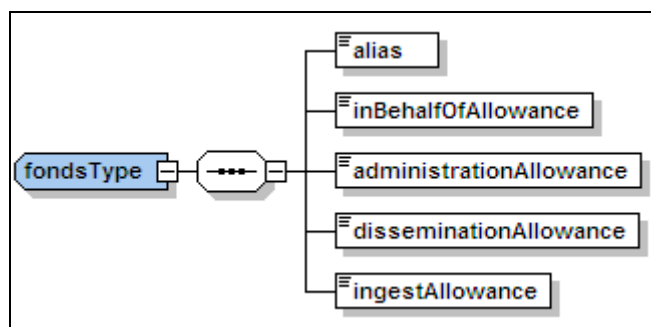 alias
inBehalfOfAllowance
fondsType
administrationAllowance
disseminationAllowance
ingestAllowance